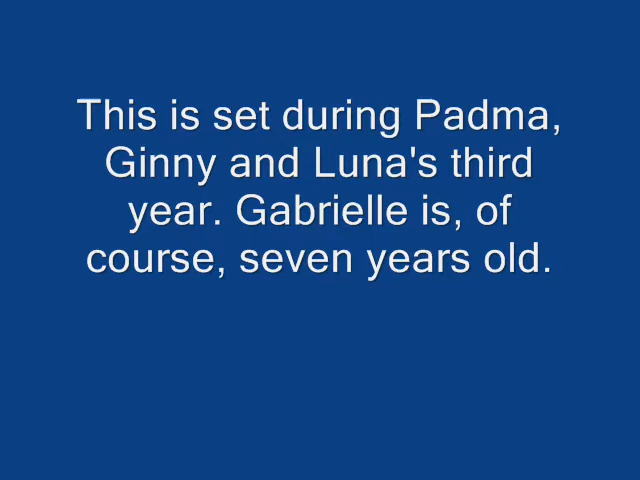 This is set during Padma,
Ginny and Luna's third
year. Gabrielle is, of
course, seven years old.